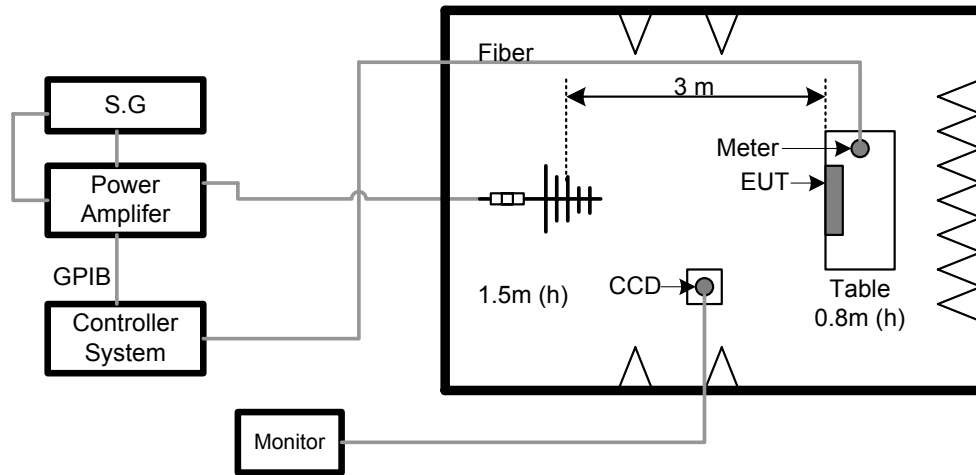 S.G
Power
Amplifer
GPIB
Controller
System
Monitor
Fiber
3 m
Meter
EUT
1.5m (h)
CCD
Table
0.8m (h)